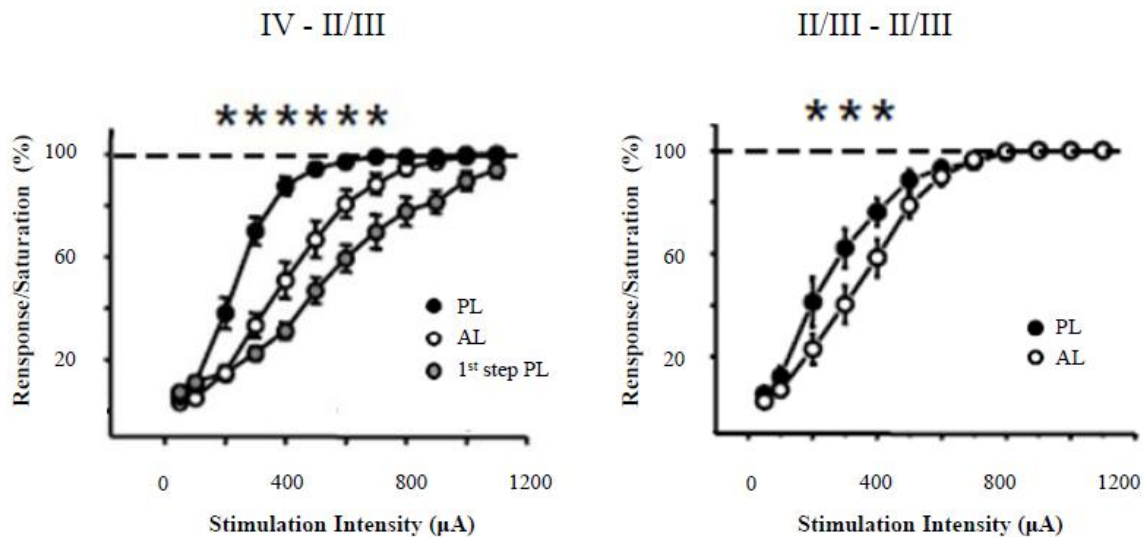 IV - II/III
******
Rensponse/Saturation (%)
100
60
20
PL
AL
1st step PL
0 400 800 1200
Stimulation Intensity (µA)
II/III - II/III
***
Rensponse/Saturation (%)
100
60
20
PL
AL
0 400 800 1200
Stimulation Intensity (µA)